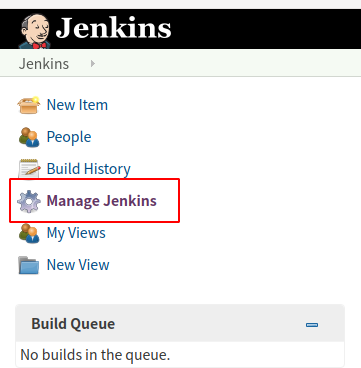 Jenkins
Jenkins
New Item
People
Build History
Manage Jenkins
My Views
New View
Build Queue
No builds in the queue.